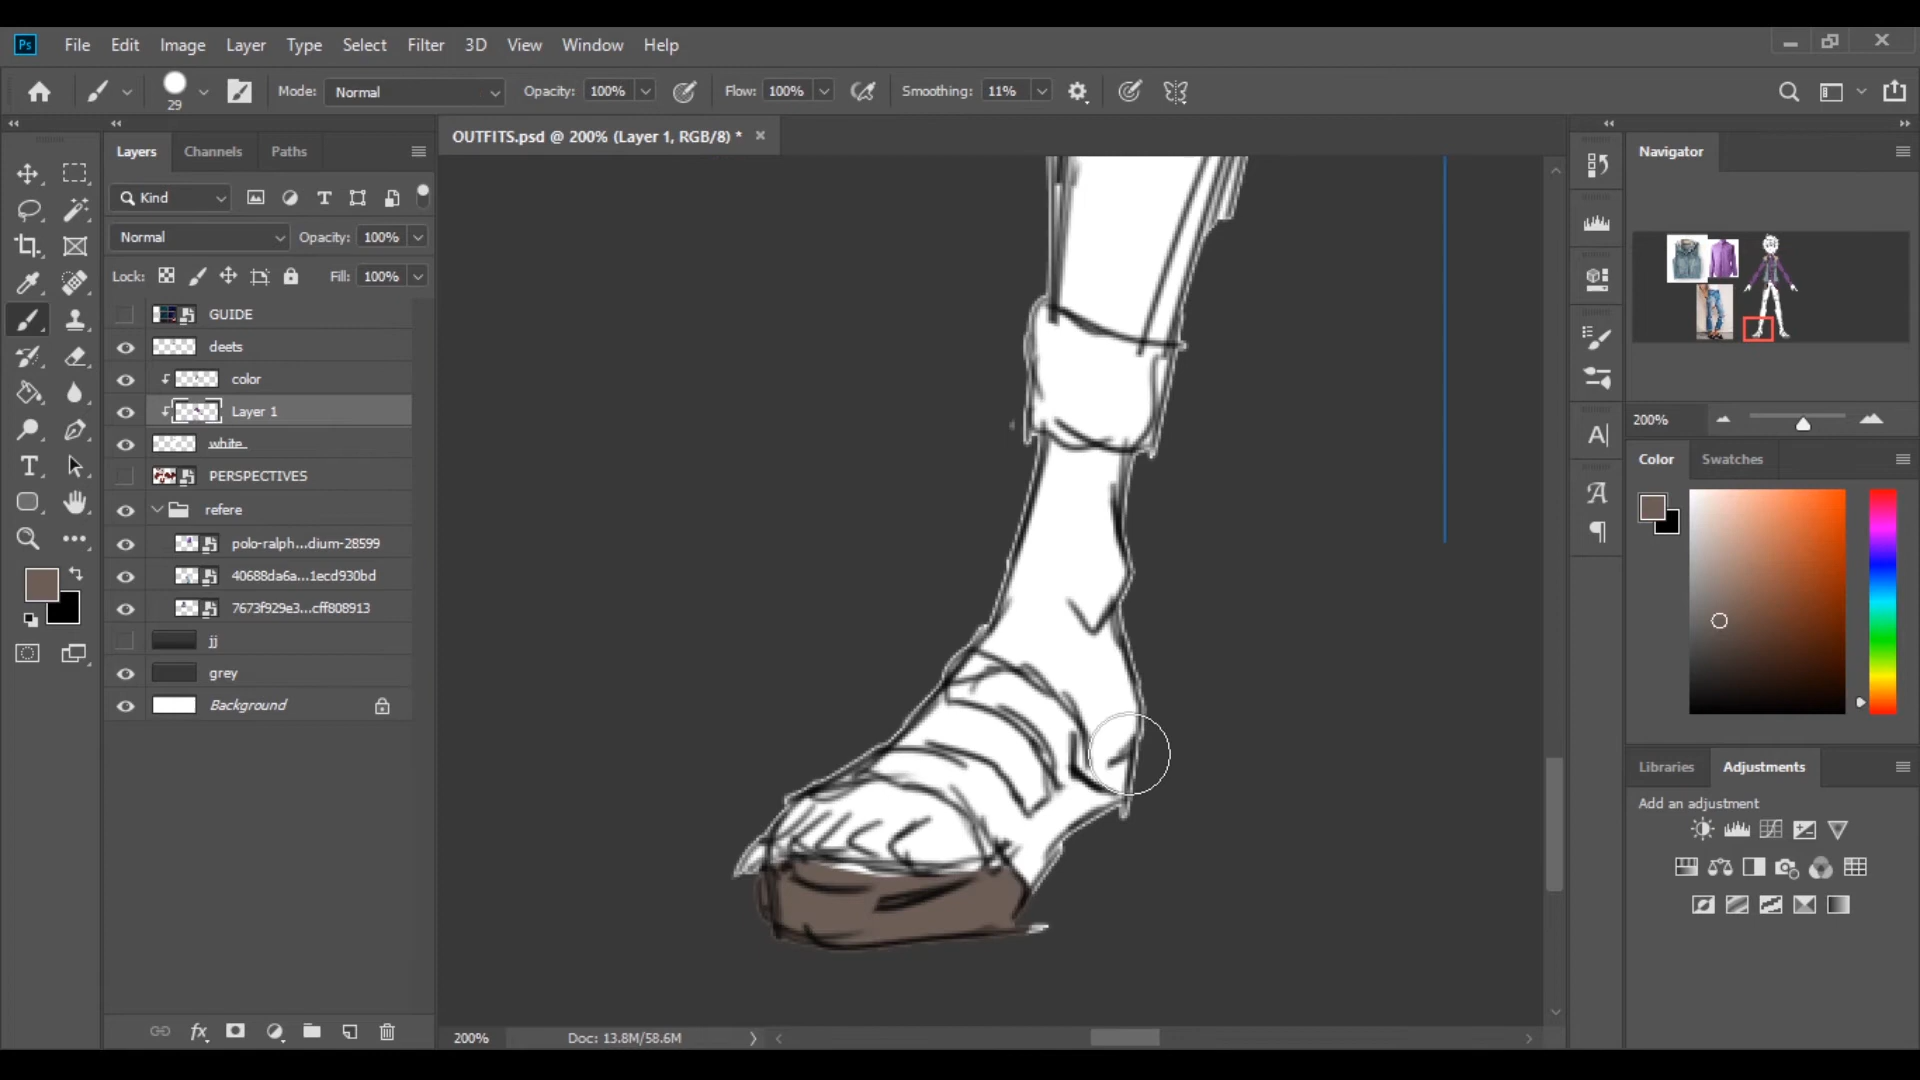 Ps File Edit Image Layer Type Select Filter 3D View Window Help
29 Mode: Normal Opacity: 100% Flow: 100% Smoothing: 11%
Layers Channels Paths
OUTFITS.psd @ 200% (Layer 1, RGB/8) *
Navigator
Kind
Normal Opacity: 100%
Lock: Fill: 100%
GUIDE
deets
color
Layer 1
white
PERSPECTIVES
refere
polo-ralph...dium-28599
40688da6a...1ecd930bd
7673f929e3...cff808913
jj
grey
Background
200%
Color Swatches
Libraries Adjustments
Add an adjustment
200% Doc: 13.8M/58.6M